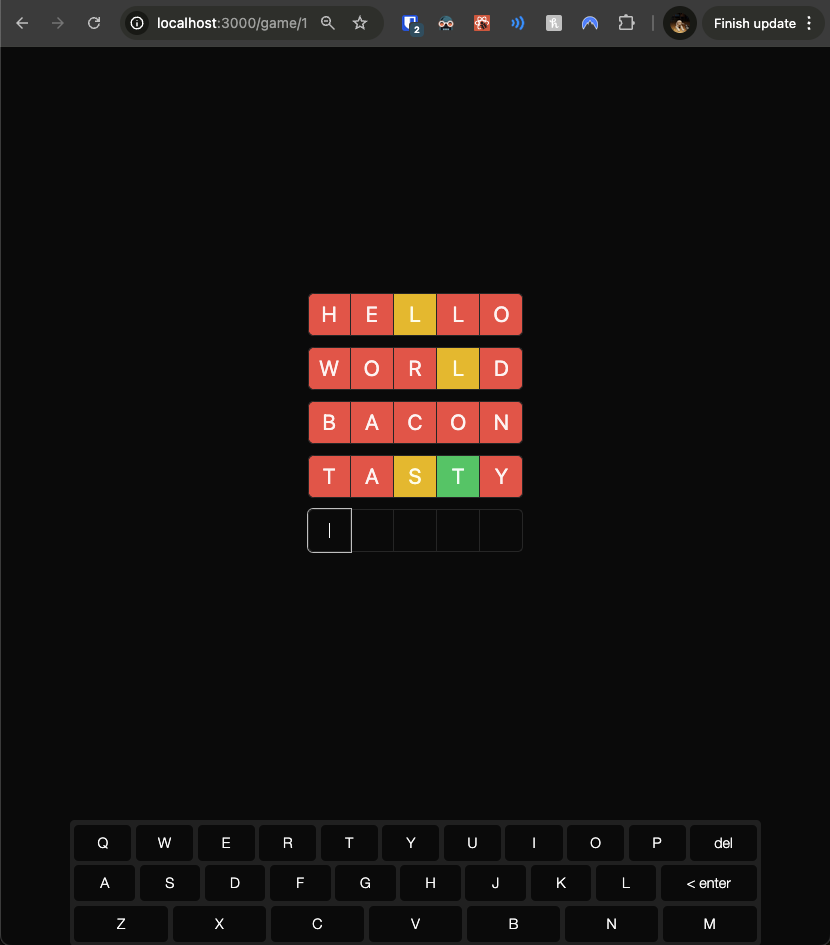 localhost:3000/game/1
2
Finish update
H E L L O
W O R L D
B A C O N
T A S T Y
Q W E R T Y U I O P del
A S D F G H J K L < enter
Z X C V B N M